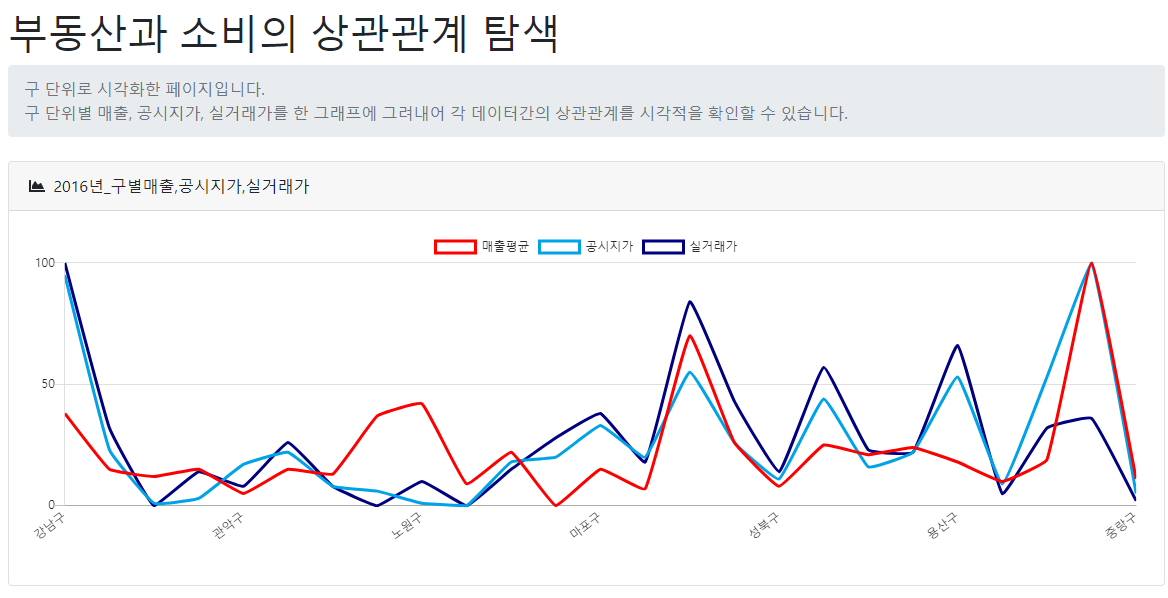 부동산과 소비의 상관관계 탐색
구 단위로 시각화한 페이지입니다.
구 단위별 매출, 공시지가, 실거래가를 한 그래프에 그려내어 각 데이터간의 상관관계를 시각적을 확인할 수 있습니다.
2016년_구별매출,공시지가,실거래가
매출평균 공시지가 실거래가
100
50
0
강남구 관악구 노원구 마포구 성북구 용산구 중랑구